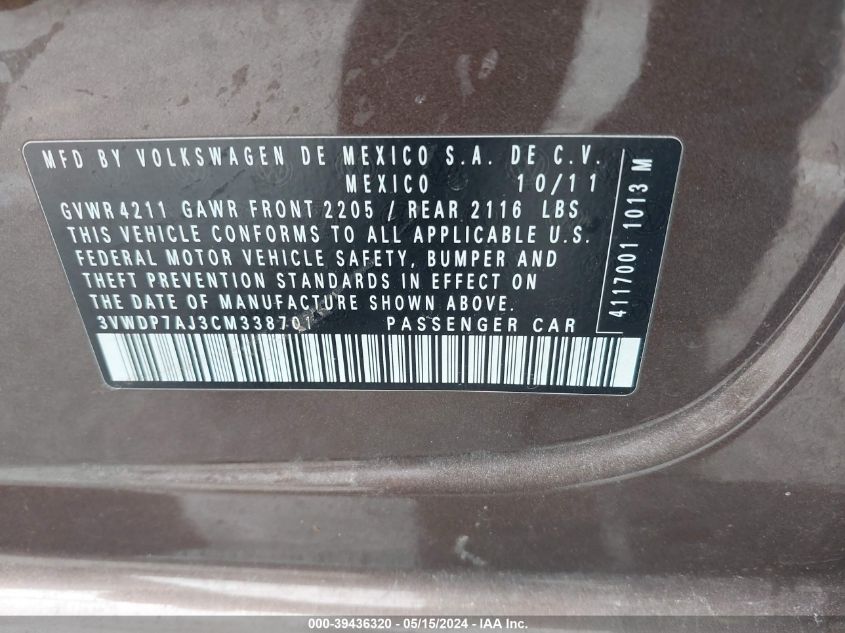 MFD BY VOLKSWAGEN DE MEXICO S.A. DE C.V.
MEXICO 10/11
GVWR 4211 GAWR FRONT 2205 / REAR 2116 LBS
THIS VEHICLE CONFORMS TO ALL APPLICABLE U.S.
FEDERAL MOTOR VEHICLE SAFETY, BUMPER AND
THEFT PREVENTION STANDARDS IN EFFECT ON
THE DATE OF MANUFACTURE SHOWN ABOVE.
3VWDP7AJ3CM338701 PASSENGER CAR
4117001 1013 M
000-39436320 - 05/15/2024 - IAA Inc.